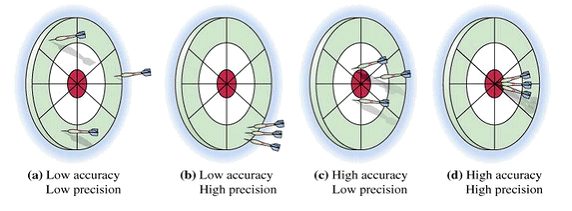 (a) Low accuracy
Low precision
(b) Low accuracy
High precision
(c) High accuracy
Low precision
(d) High accuracy
High precision